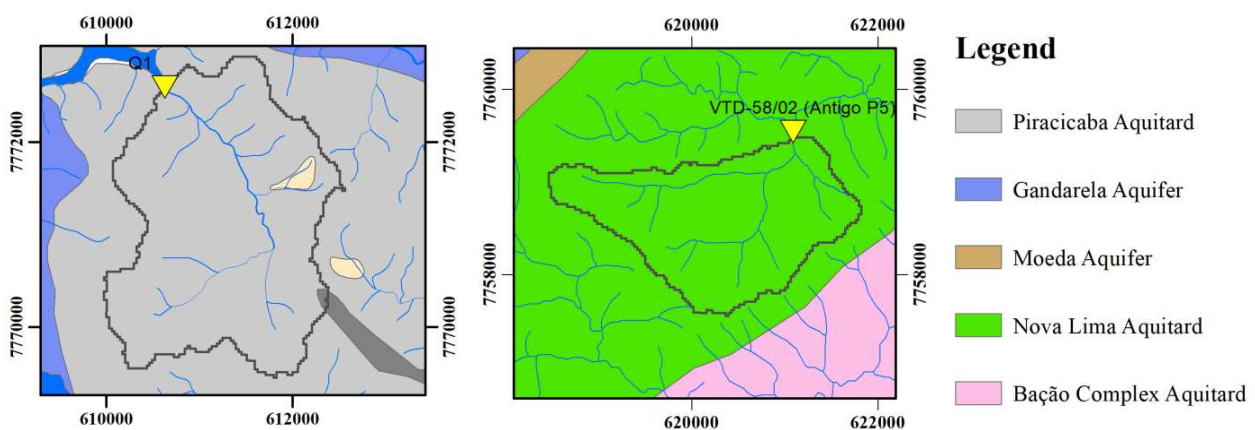 610000
612000
Q1
7772000
7772000
7770000
7770000
610000
612000
620000
622000
VTD-58/02 (Antigo P5)
7760000
7760000
7758000
7758000
620000
622000
Legend
Piracicaba Aquitard
Gandarela Aquifer
Moeda Aquifer
Nova Lima Aquitard
Bação Complex Aquitard